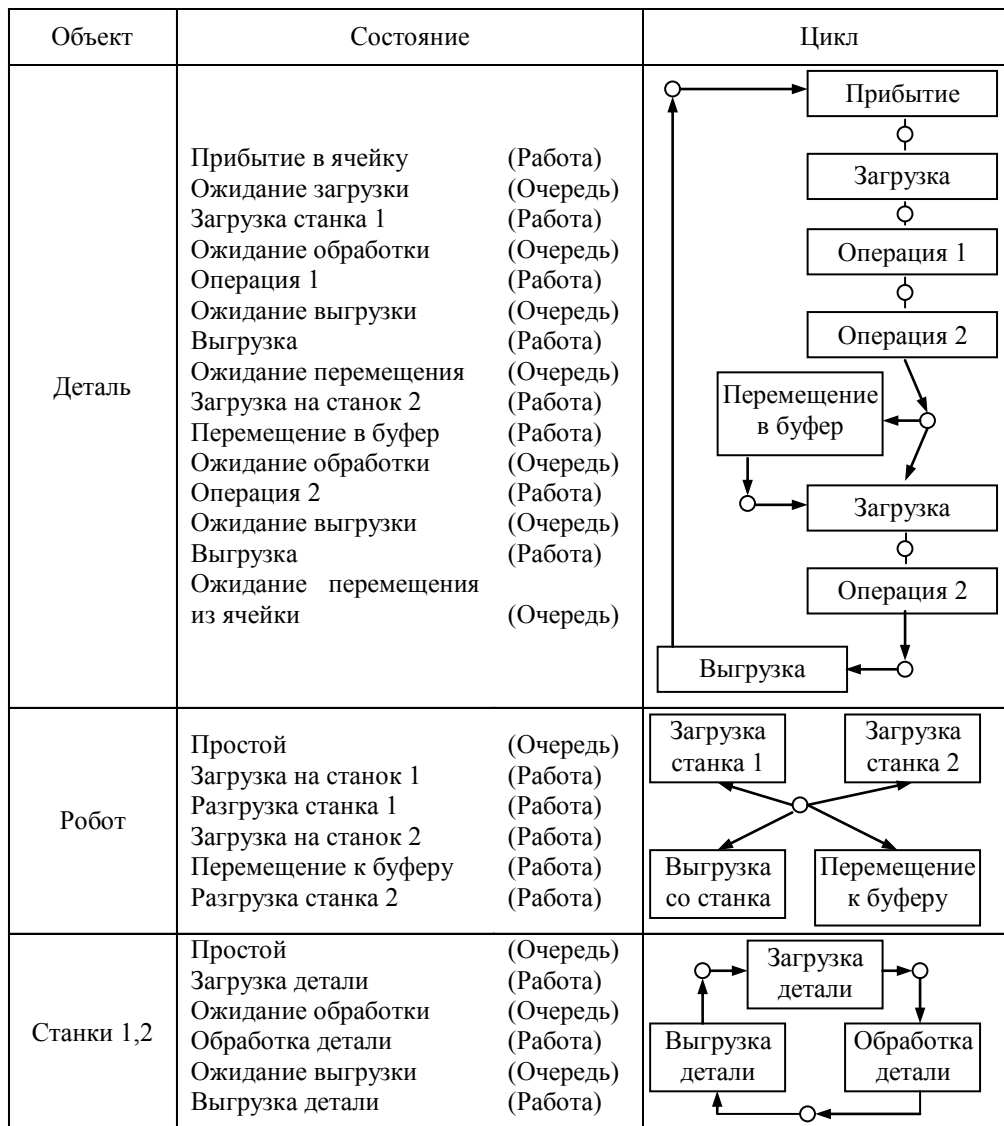 Объект
Состояние
Цикл
Деталь
Прибытие в ячейку (Работа)
Ожидание загрузки (Очередь)
Загрузка станка 1 (Работа)
Ожидание обработки (Очередь)
Операция 1 (Работа)
Ожидание выгрузки (Очередь)
Выгрузка (Работа)
Ожидание перемещения (Очередь)
Загрузка на станок 2 (Работа)
Перемещение в буфер (Работа)
Ожидание обработки (Очередь)
Операция 2 (Работа)
Ожидание выгрузки (Очередь)
Выгрузка (Работа)
Ожидание перемещения
из ячейки (Очередь)
Прибытие
Загрузка
Операция 1
Операция 2
Перемещение
в буфер
Загрузка
Операция 2
Выгрузка
Робот
Простой (Очередь)
Загрузка на станок 1 (Работа)
Разгрузка станка 1 (Работа)
Загрузка на станок 2 (Работа)
Перемещение к буферу (Работа)
Разгрузка станка 2 (Работа)
Загрузка
станка 1
Загрузка
станка 2
Выгрузка
со станка
Перемещение
к буферу
Станки 1,2
Простой (Очередь)
Загрузка детали (Работа)
Ожидание обработки (Очередь)
Обработка детали (Работа)
Ожидание выгрузки (Очередь)
Выгрузка детали (Работа)
Загрузка
детали
Выгрузка
детали
Обработка
детали